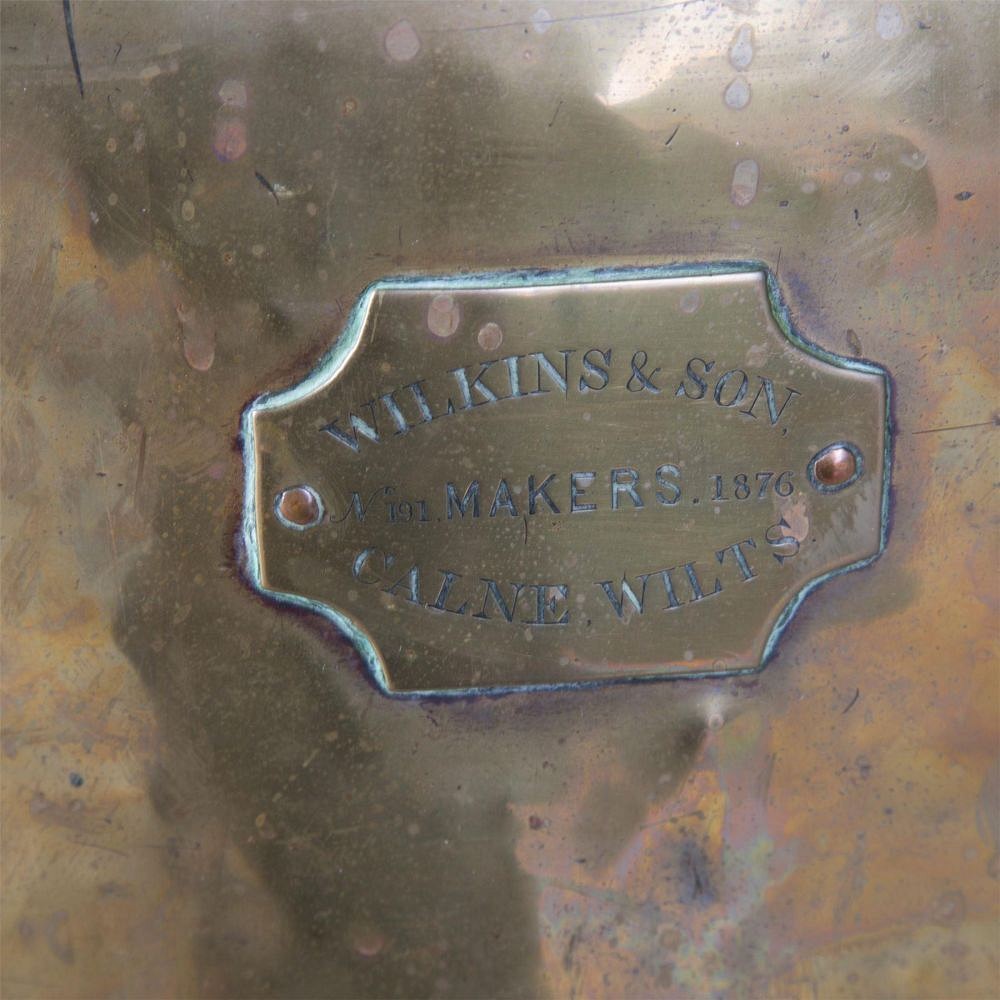 WILKINS & SON,
No 191. MAKERS. 1876
CALNE, WILTS.